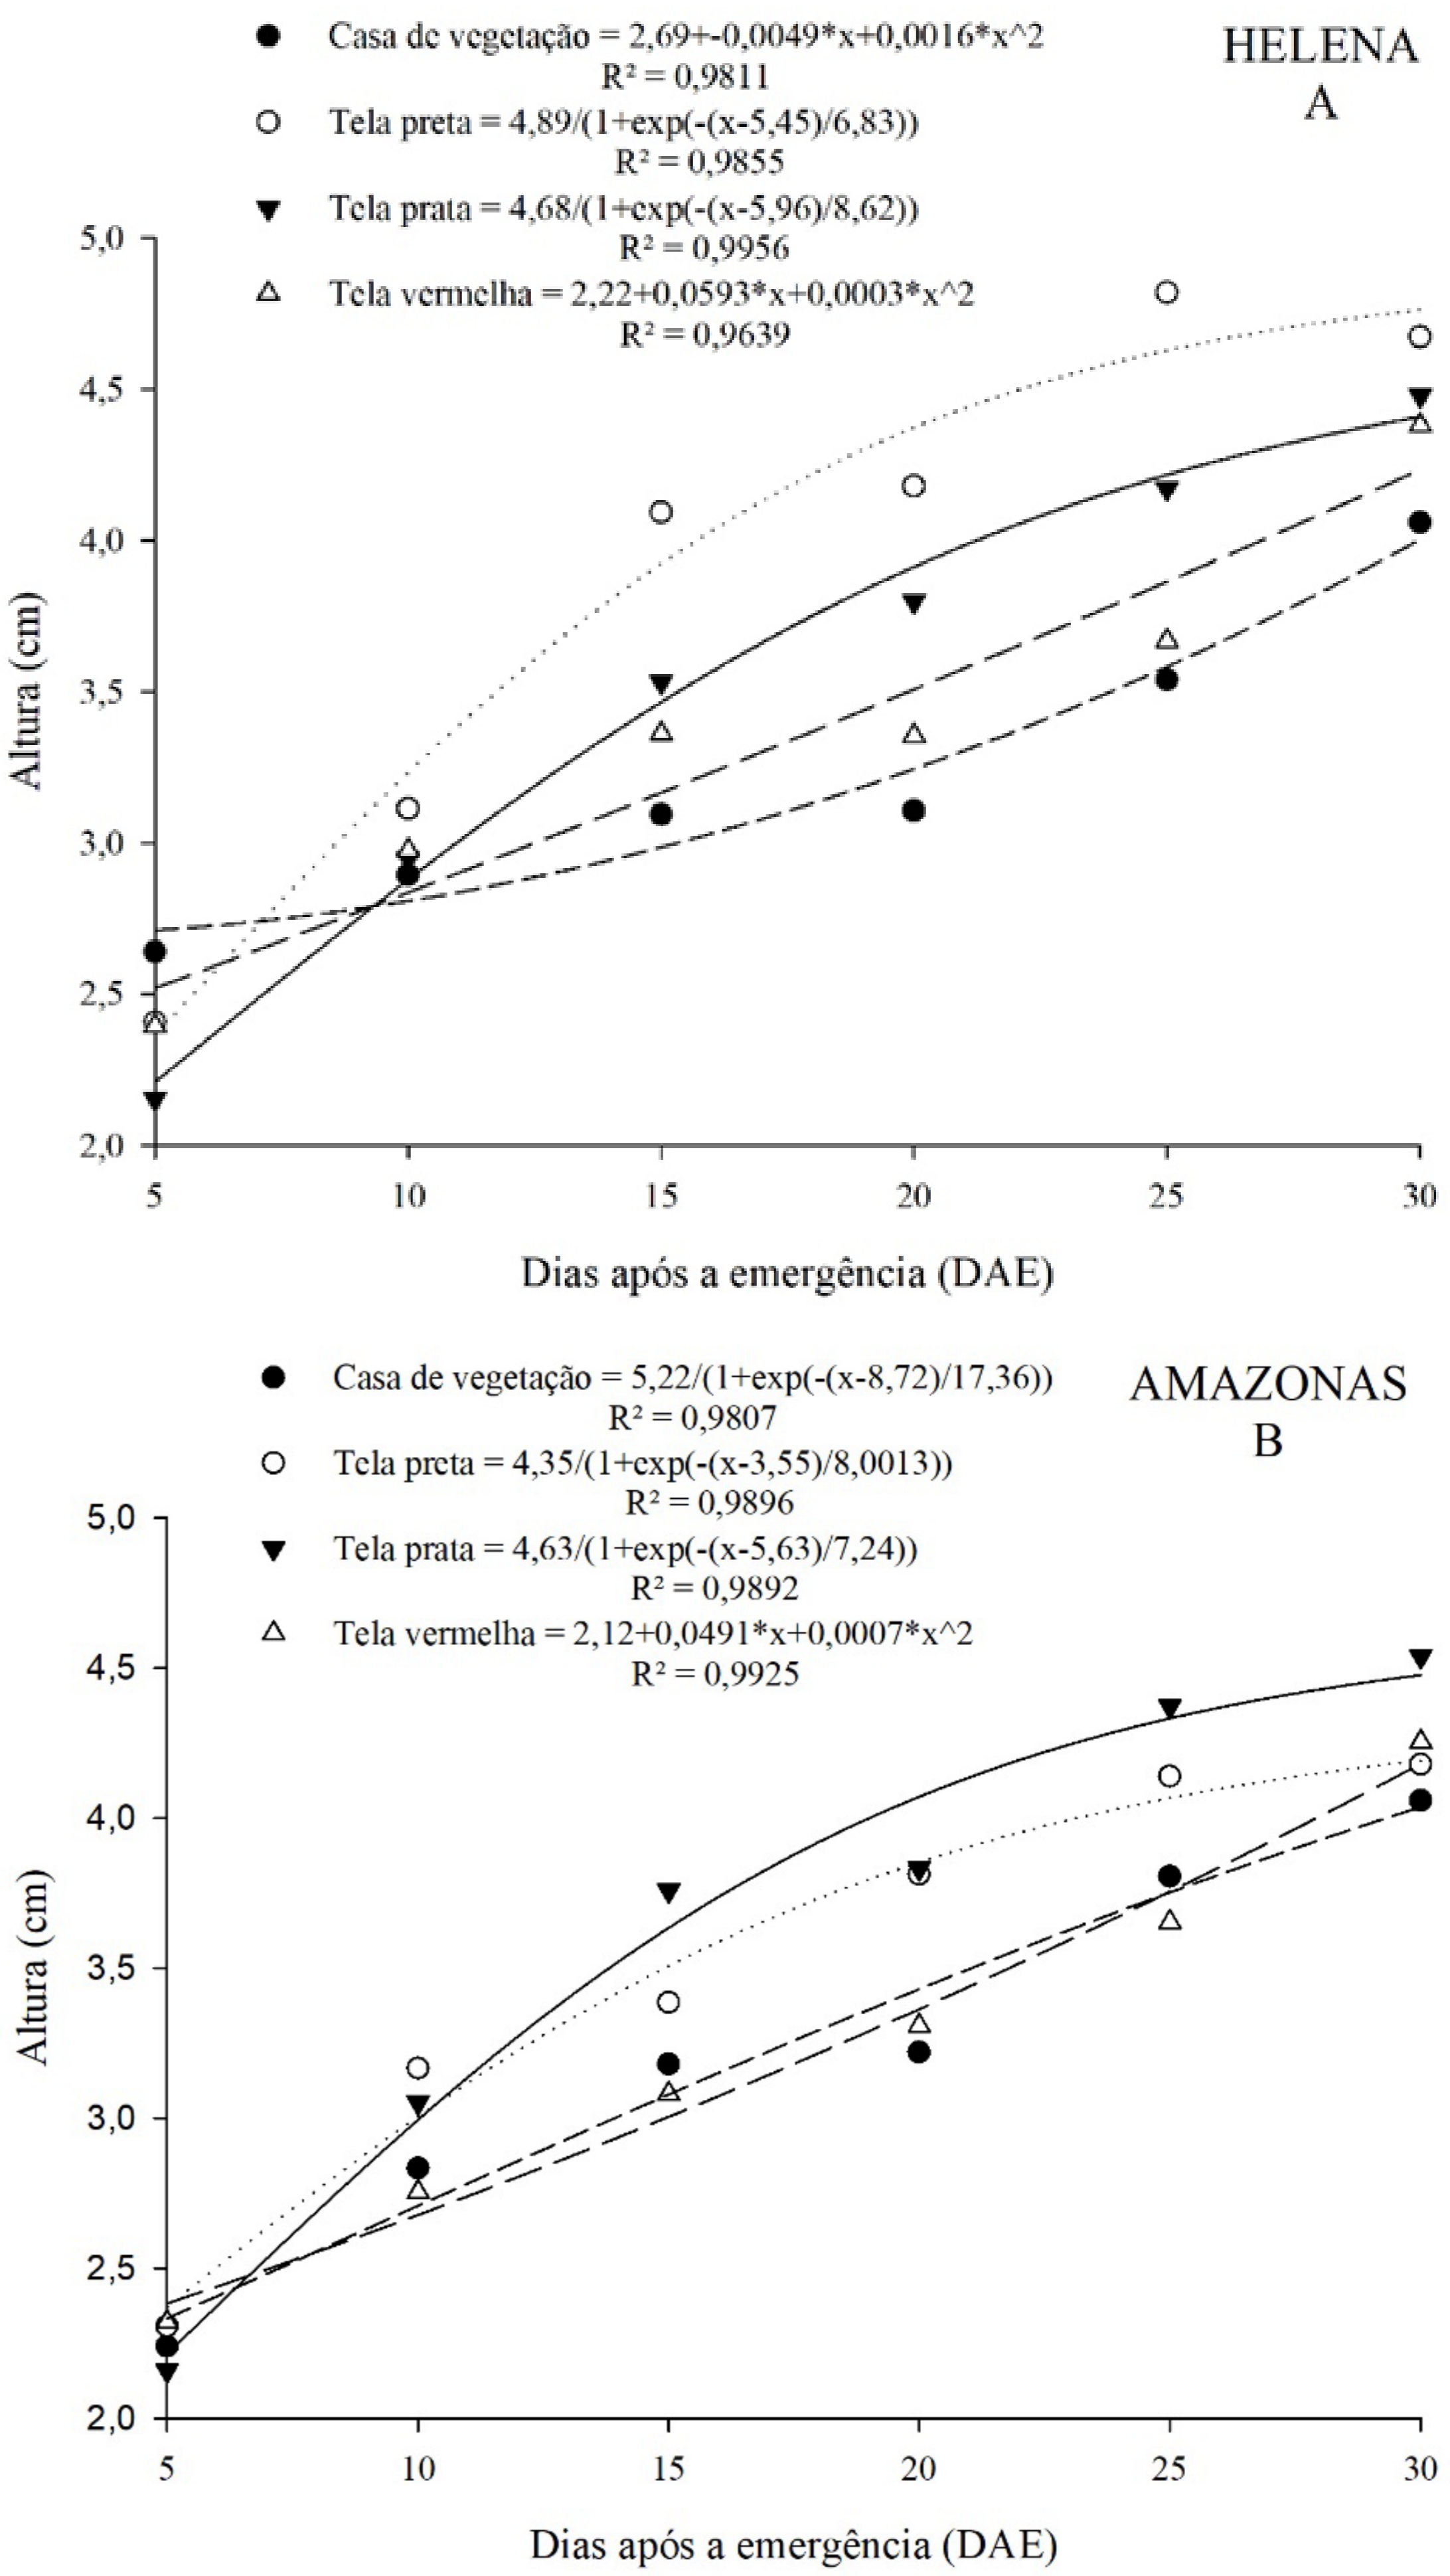 Casa de vegetação = 2,69+-0,0049*x+0,0016*x^2
R² = 0,9811
HELENA
A
Tela preta = 4,89/(1+exp(-(x-5,45)/6,83))
R² = 0,9855
Tela prata = 4,68/(1+exp(-(x-5,96)/8,62))
R² = 0,9956
Tela vermelha = 2,22+0,0593*x+0,0003*x^2
R² = 0,9639
5,0
4,5
4,0
3,5
3,0
2,5
2,0
Altura (cm)
5 10 15 20 25 30
Dias após a emergência (DAE)
Casa de vegetação = 5,22/(1+exp(-(x-8,72)/17,36))
R² = 0,9807
AMAZONAS
B
Tela preta = 4,35/(1+exp(-(x-3,55)/8,0013))
R² = 0,9896
Tela prata = 4,63/(1+exp(-(x-5,63)/7,24))
R² = 0,9892
Tela vermelha = 2,12+0,0491*x+0,0007*x^2
R² = 0,9925
5,0
4,5
4,0
3,5
3,0
2,5
2,0
Altura (cm)
5 10 15 20 25 30
Dias após a emergência (DAE)